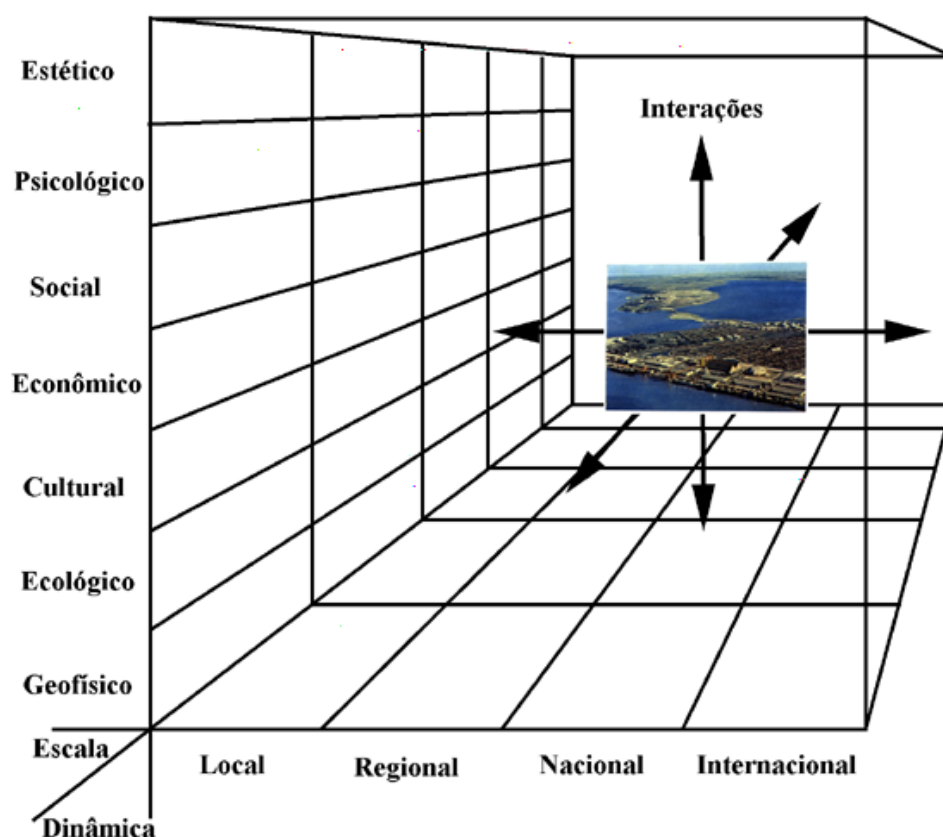 Estético
Interações
Psicológico
Social
Econômico
Cultural
Ecológico
Geofísico
Escala
Local
Regional
Nacional
Internacional
Dinâmica